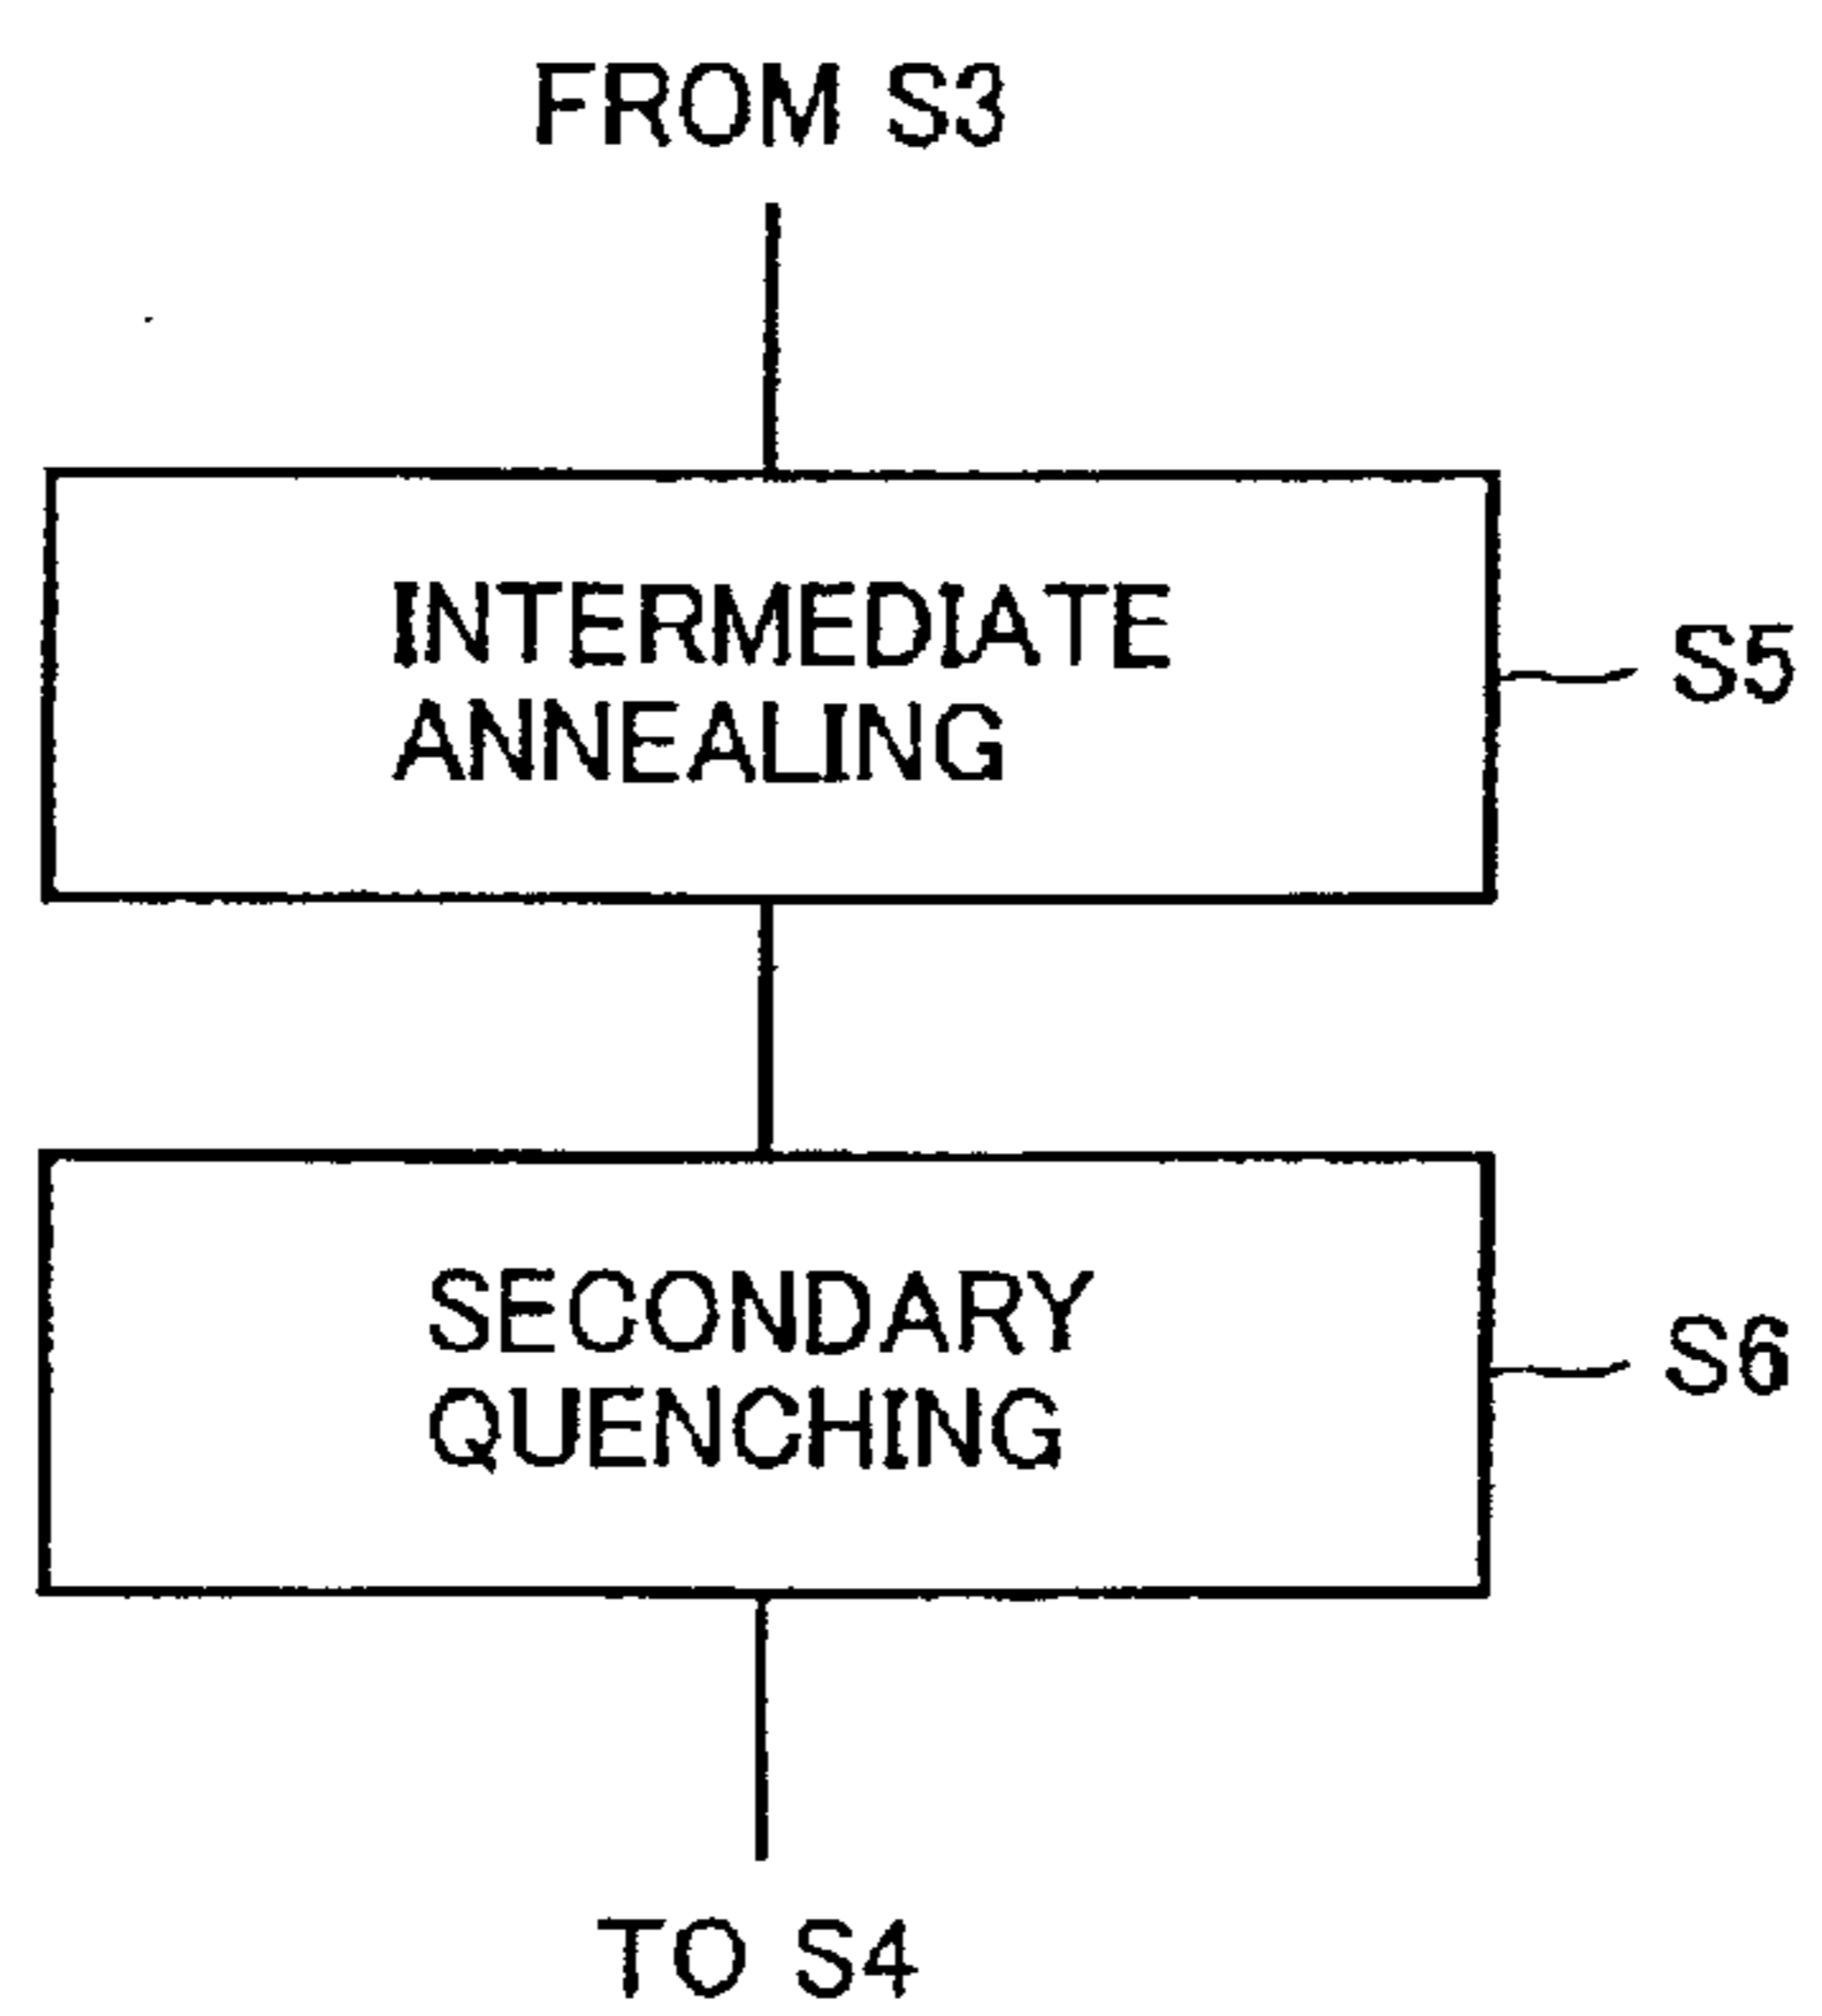 FROM S3
INTERMEDIATE
ANNEALING
S5
SECONDARY
QUENCHING
S6
TO S4